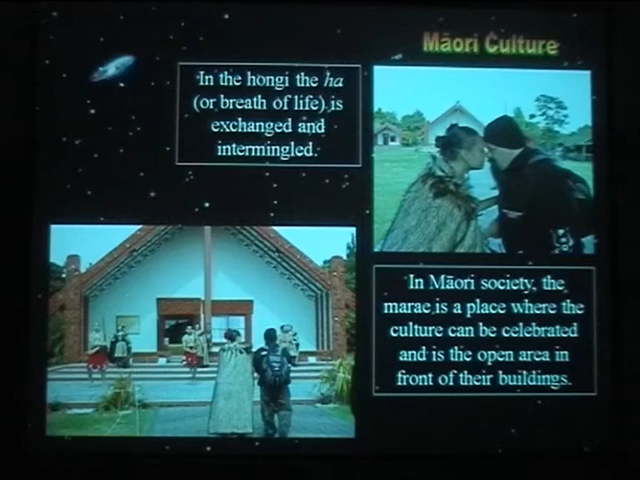 Māori Culture
In the hongi the ha
(or breath of life) is
exchanged and
intermingled.
In Māori society, the
marae is a place where the
culture can be celebrated
and is the open area in
front of their buildings.